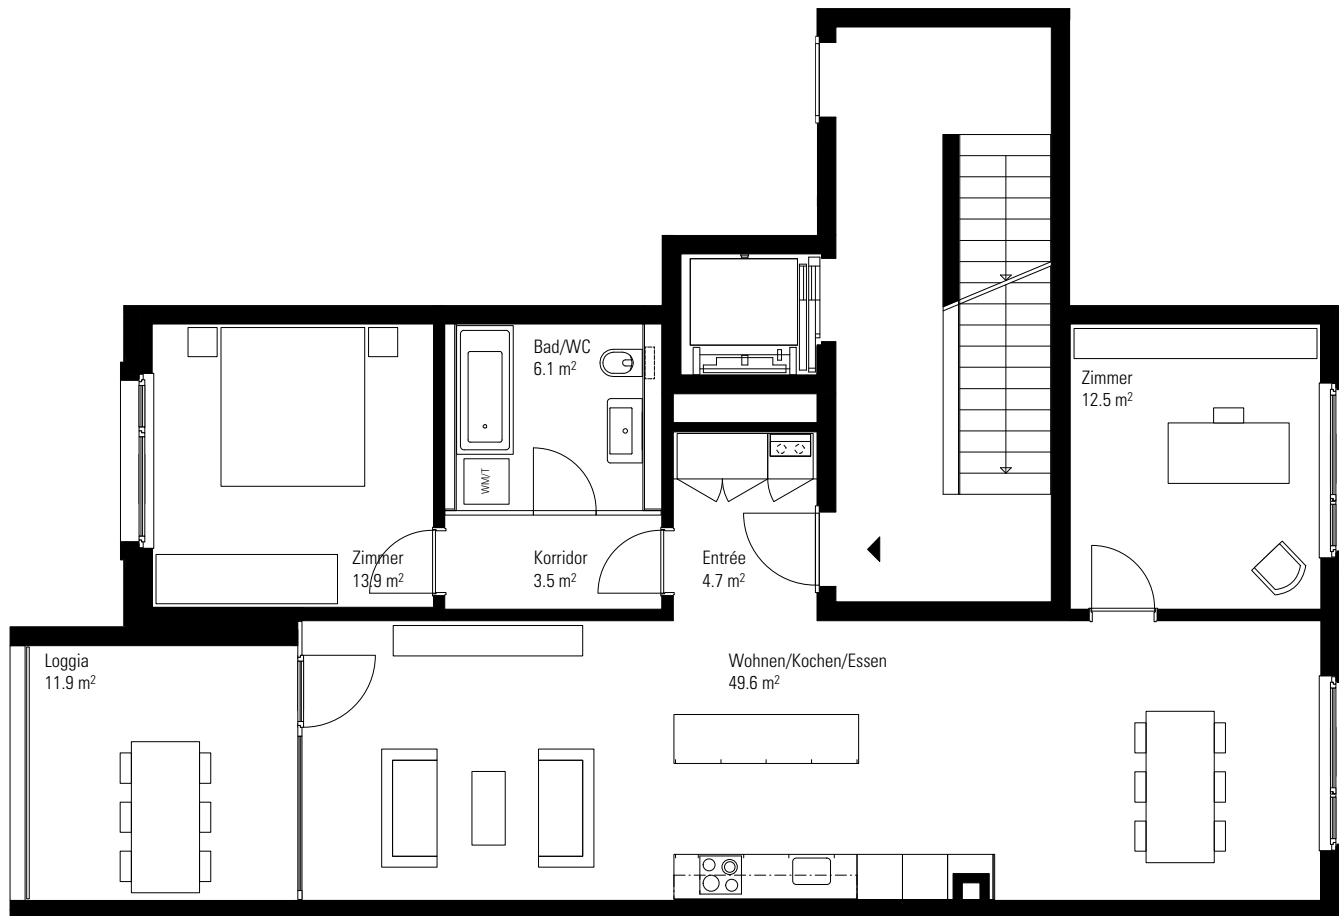 Bad/WC
6.1 m²
Zimmer
12.5 m²
WM/T
Zimmer
13.9 m²
Korridor
3.5 m²
Entrée
4.7 m²
Loggia
11.9 m²
Wohnen/Kochen/Essen
49.6 m²